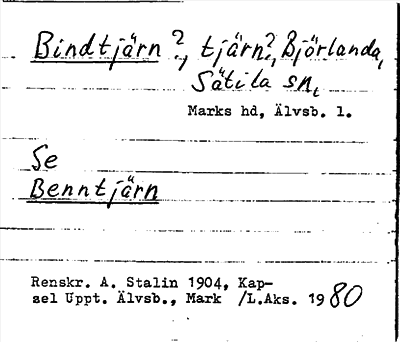 Bindtjärn ?, tjärn?, Björlanda,
Sätila sn,
Marks hd, Älvsb. l.
Se
Benntjärn
Renskr. A. Stalin 1904, Kap-
sel Uppt. Älvsb., Mark /L.Aks. 1980